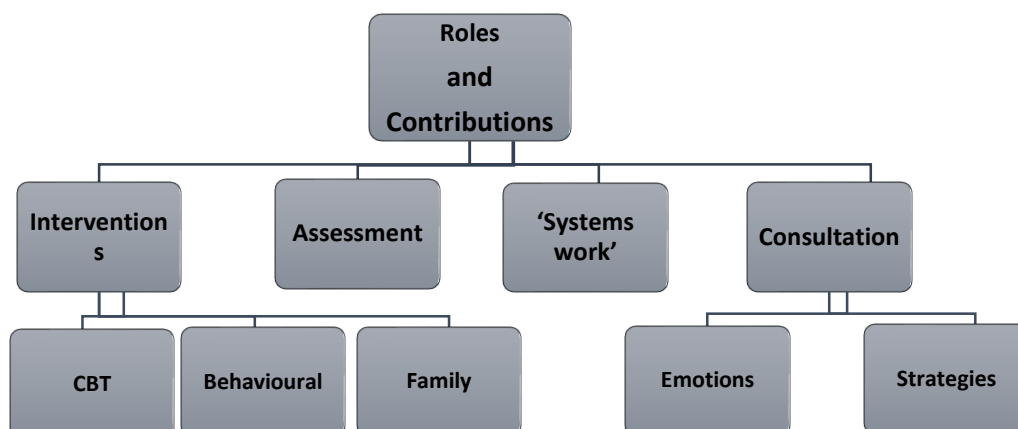 Roles
and
Contributions
Intervention
s
Assessment
‘Systems
work’
Consultation
CBT
Behavioural
Family
Emotions
Strategies